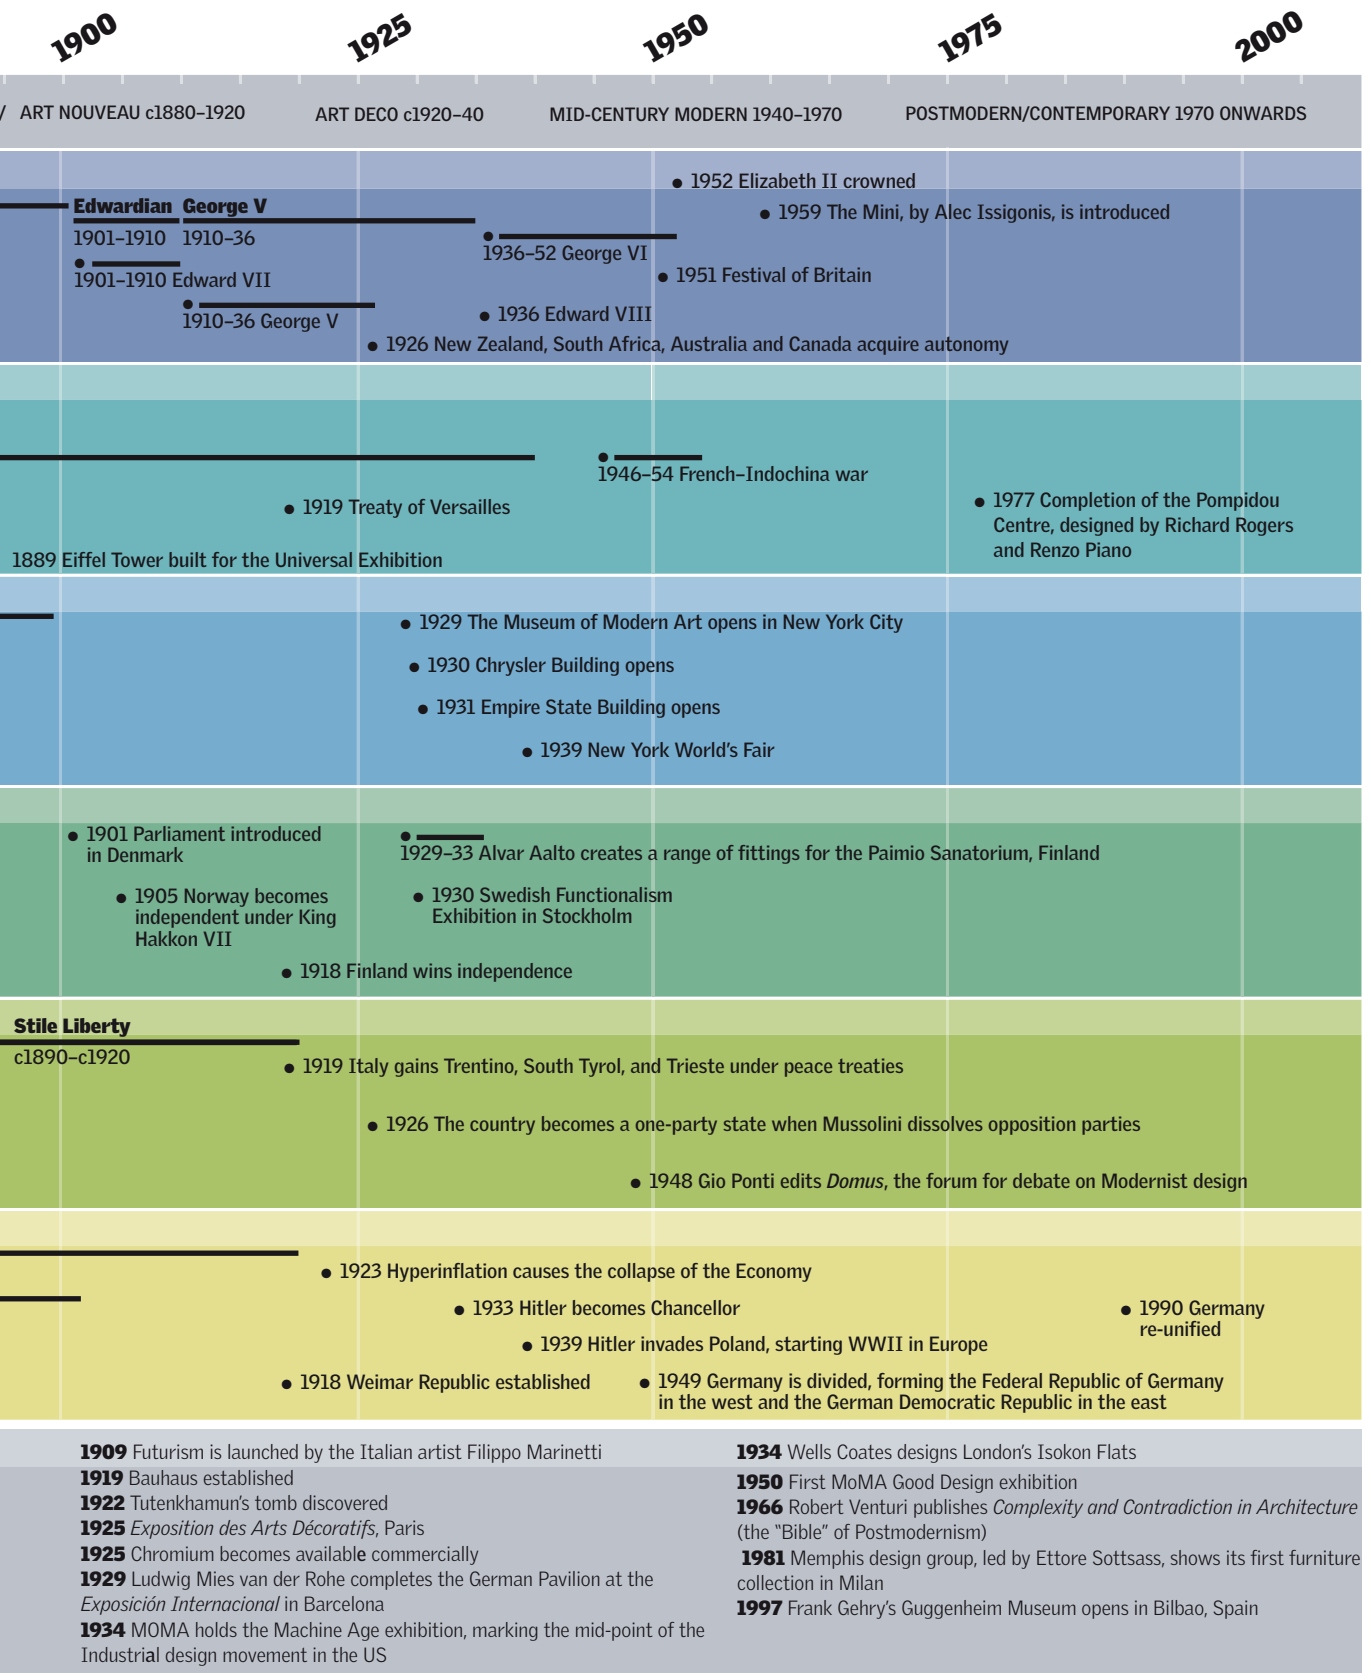 1900
1925
1950
1975
2000
/ ART NOUVEAU c1880–1920
ART DECO c1920–40
MID-CENTURY MODERN 1940–1970
POSTMODERN/CONTEMPORARY 1970 ONWARDS
1952 Elizabeth II crowned
Edwardian
George V
1959 The Mini, by Alec Issigonis, is introduced
1901–1910
1910–36
1936–52 George VI
1901–1910 Edward VII
1951 Festival of Britain
1910–36 George V
1936 Edward VIII
1926 New Zealand, South Africa, Australia and Canada acquire autonomy
1946–54 French–Indochina war
1919 Treaty of Versailles
1977 Completion of the Pompidou
Centre, designed by Richard Rogers
and Renzo Piano
1889 Eiffel Tower built for the Universal Exhibition
1929 The Museum of Modern Art opens in New York City
1930 Chrysler Building opens
1931 Empire State Building opens
1939 New York World's Fair
1901 Parliament introduced
in Denmark
1929–33 Alvar Aalto creates a range of fittings for the Paimio Sanatorium, Finland
1905 Norway becomes
independent under King
Hakkon VII
1930 Swedish Functionalism
Exhibition in Stockholm
1918 Finland wins independence
Stile Liberty
c1890–c1920
1919 Italy gains Trentino, South Tyrol, and Trieste under peace treaties
1926 The country becomes a one-party state when Mussolini dissolves opposition parties
1948 Gio Ponti edits Domus, the forum for debate on Modernist design
1923 Hyperinflation causes the collapse of the Economy
1933 Hitler becomes Chancellor
1990 Germany
re-unified
1939 Hitler invades Poland, starting WWII in Europe
1918 Weimar Republic established
1949 Germany is divided, forming the Federal Republic of Germany
in the west and the German Democratic Republic in the east
1909 Futurism is launched by the Italian artist Filippo Marinetti
1919 Bauhaus established
1922 Tutenkhamun's tomb discovered
1925 Exposition des Arts Décoratifs, Paris
1925 Chromium becomes available commercially
1929 Ludwig Mies van der Rohe completes the German Pavilion at the
Exposición Internacional in Barcelona
1934 MOMA holds the Machine Age exhibition, marking the mid-point of the
Industrial design movement in the US
1934 Wells Coates designs London's Isokon Flats
1950 First MoMA Good Design exhibition
1966 Robert Venturi publishes Complexity and Contradiction in Architecture
(the "Bible" of Postmodernism)
1981 Memphis design group, led by Ettore Sottsass, shows its first furniture
collection in Milan
1997 Frank Gehry's Guggenheim Museum opens in Bilbao, Spain